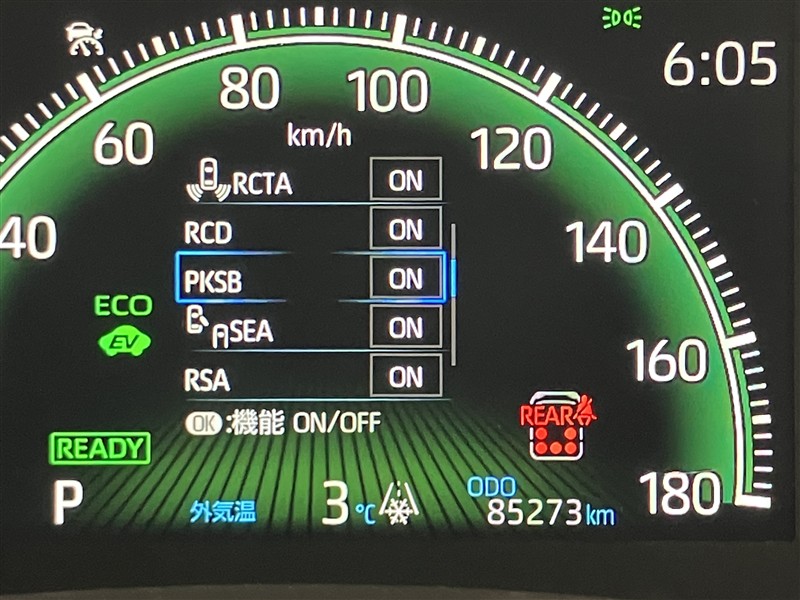 6:05
80
100
60
km/h
120
RCTA ON
40
RCD ON
140
PKSB ON
ECO
EV
SEA ON
160
RSA ON
REAR
OK:機能 ON/OFF
READY
180
P
外気温 3℃
ODO
85273km